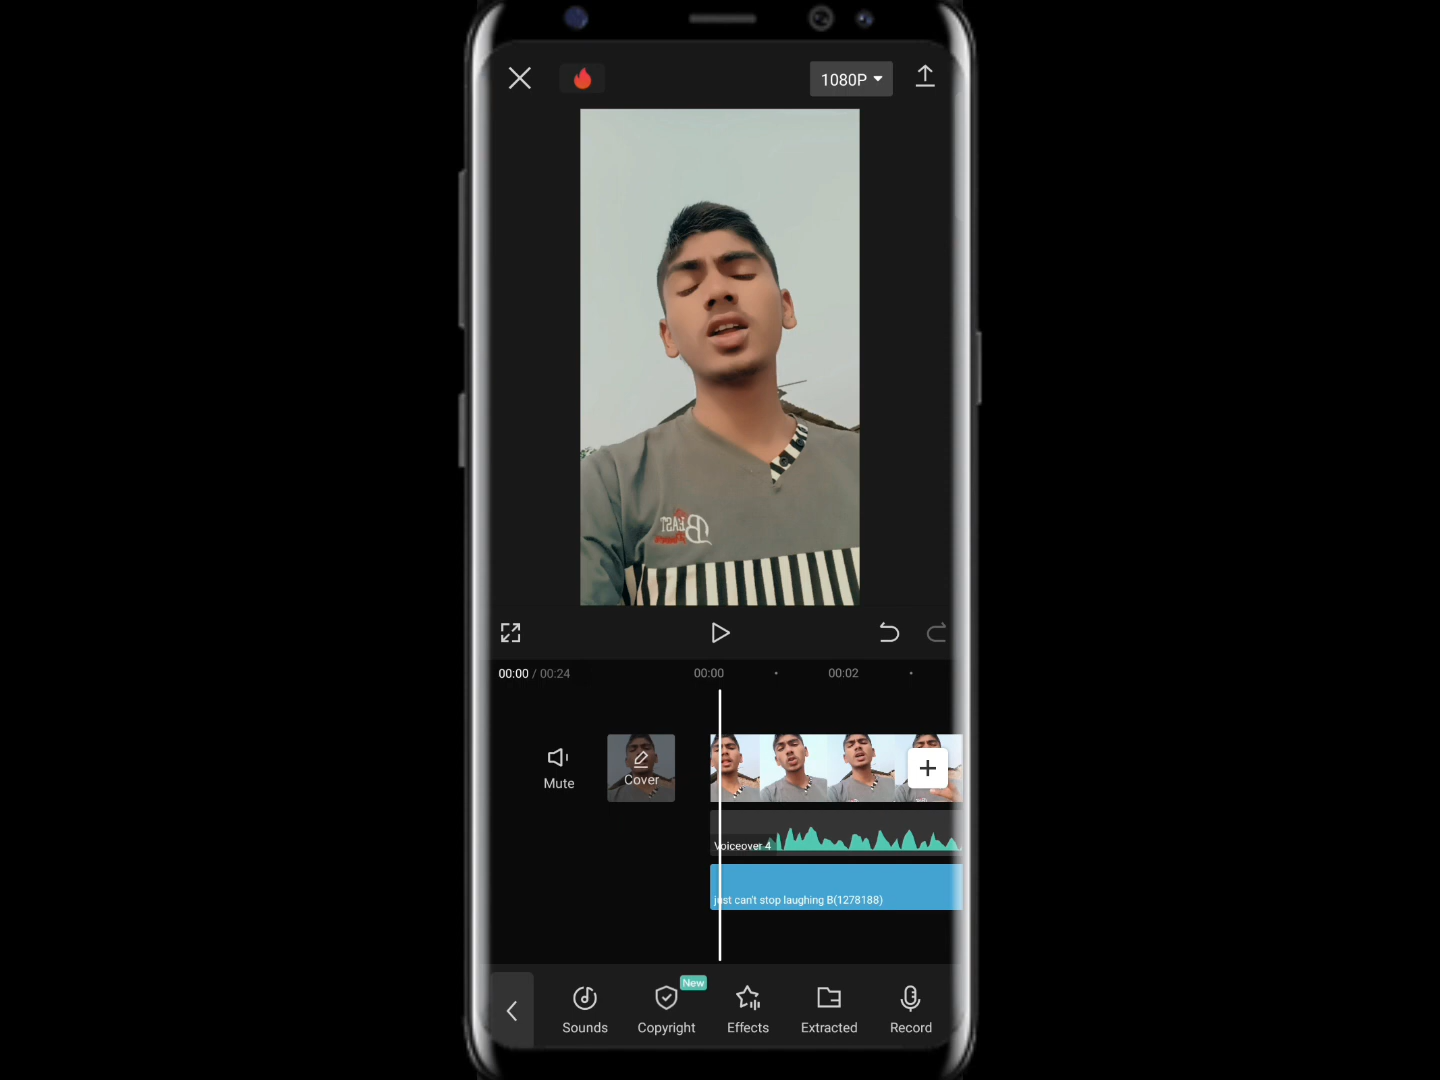 1080P
BEAST
00:00 / 00:24
00:00
00:02
Mute
Cover
Voiceover 4
just can't stop laughing B(1278188)
New
Sounds
Copyright
Effects
Extracted
Record